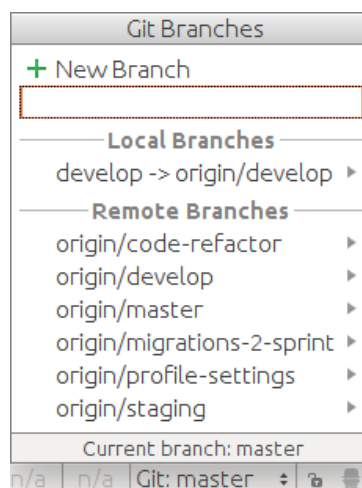 Git Branches
+ New Branch
Local Branches
develop -> origin/develop
Remote Branches
origin/code-refactor
origin/develop
origin/master
origin/migrations-2-sprint
origin/profile-settings
origin/staging
Current branch: master
n/a n/a Git: master